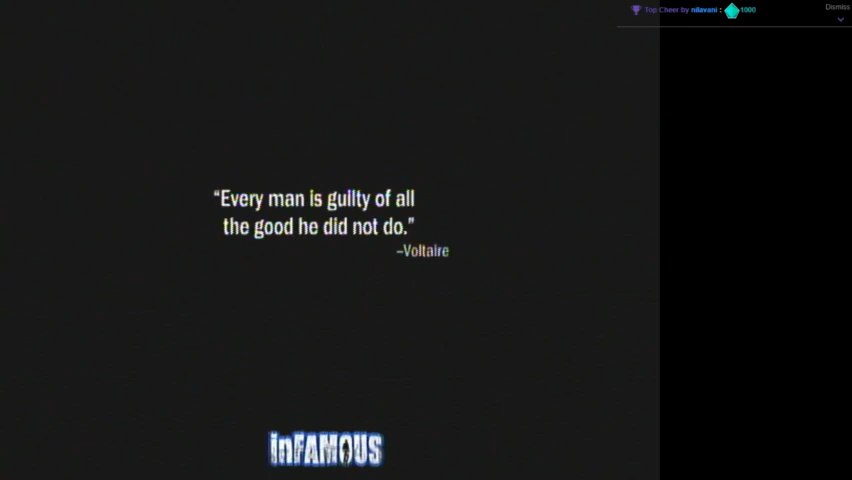 Top Cheer by nilavani : 1000
Dismiss
“Every man is guilty of all
the good he did not do.”
–Voltaire
inFAMOUS